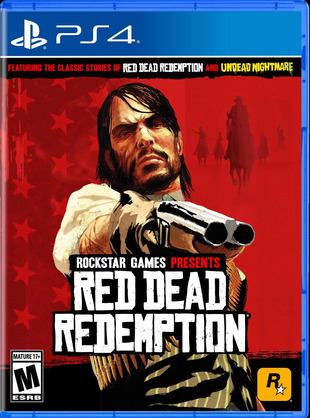 PS4
FEATURING THE CLASSIC STORIES OF RED DEAD REDEMPTION AND UNDEAD NIGHTMARE
ROCKSTAR GAMES PRESENTS
RED DEAD
REDEMPTION
MATURE 17+
M
ESRB
R